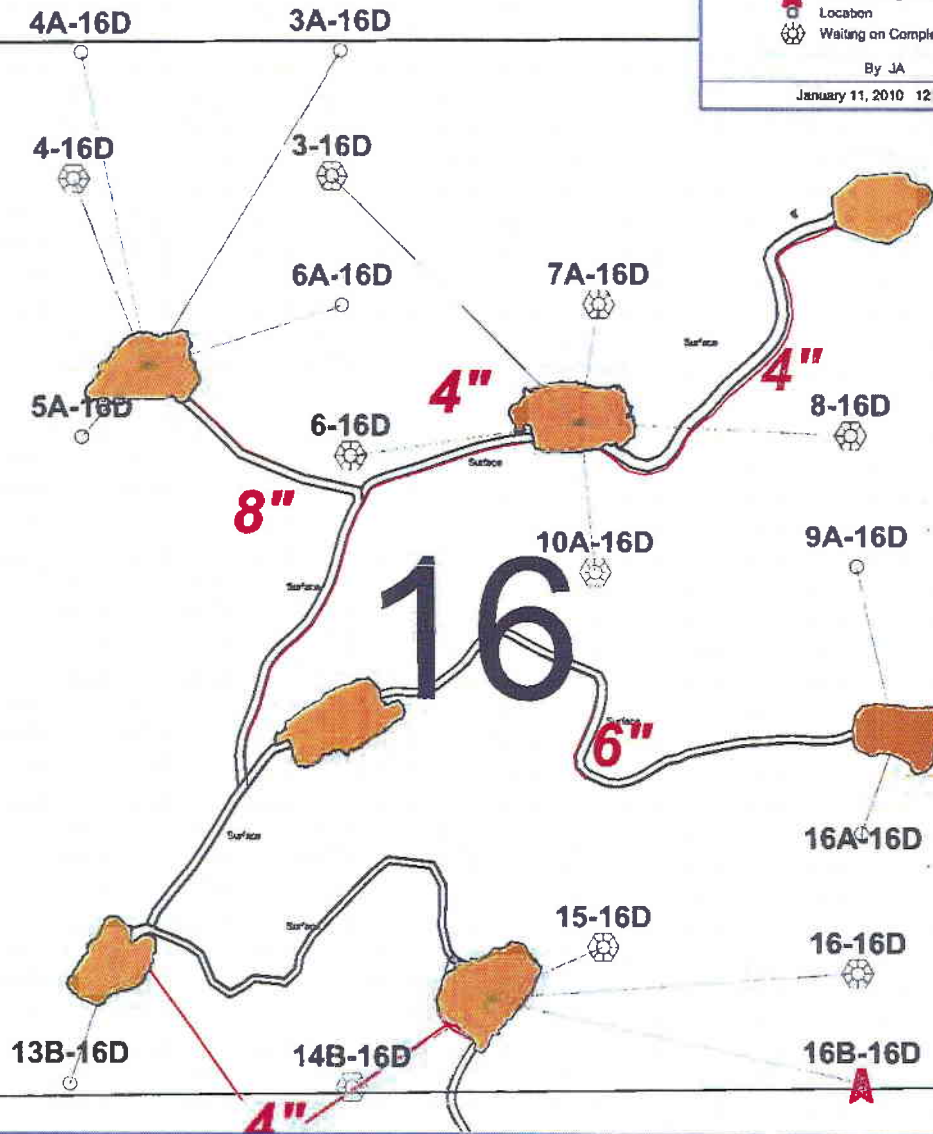 4A-16D
3A-16D
Location
Waiting on Comple
By JA
January 11, 2010 12
4-16D
3-16D
6A-16D
7A-16D
Surface
4"
4"
5A-16D
6-16D
8-16D
Surface
8"
10A-16D
9A-16D
Surface
16
Surface
6"
Surface
16A-16D
15-16D
Surface
16-16D
13B-16D
14B-16D
16B-16D
4"